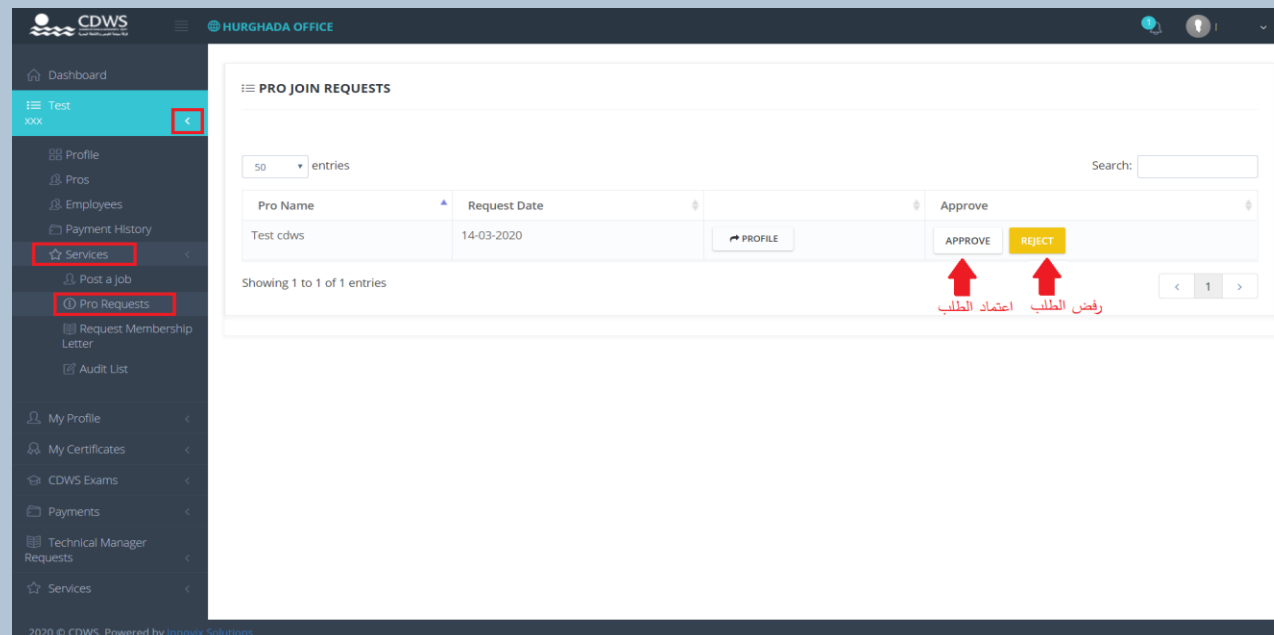 CDWS
HURGHADA OFFICE
1
Dashboard
Test
xxx
Profile
Pros
Employees
Payment History
Services
Post a job
Pro Requests
Request Membership
Letter
Audit List
My Profile
My Certificates
CDWS Exams
Payments
Technical Manager
Requests
Services
PRO JOIN REQUESTS
50 entries
Search:
Pro Name Request Date Approve
Test cdws 14-03-2020 PROFILE APPROVE REJECT
Showing 1 to 1 of 1 entries
< 1 >
رفض الطلب
اعتماد الطلب
2020 © CDWS. Powered by Innovix Solutions